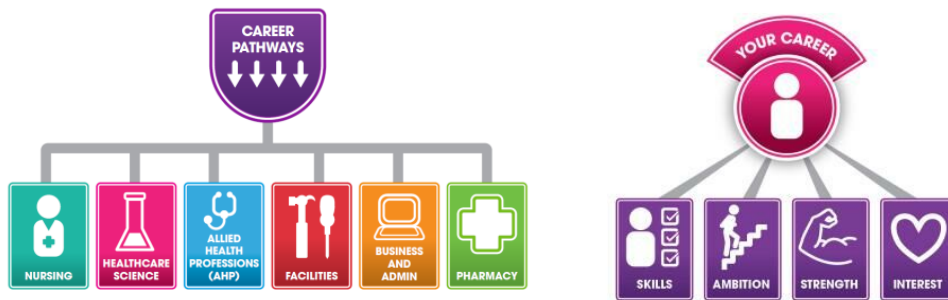 CAREER
PATHWAYS
NURSING
HEALTHCARE
SCIENCE
ALLIED
HEALTH
PROFESSIONS
(AHP)
FACILITIES
BUSINESS
AND
ADMIN
PHARMACY
YOUR CAREER
SKILLS
AMBITION
STRENGTH
INTEREST